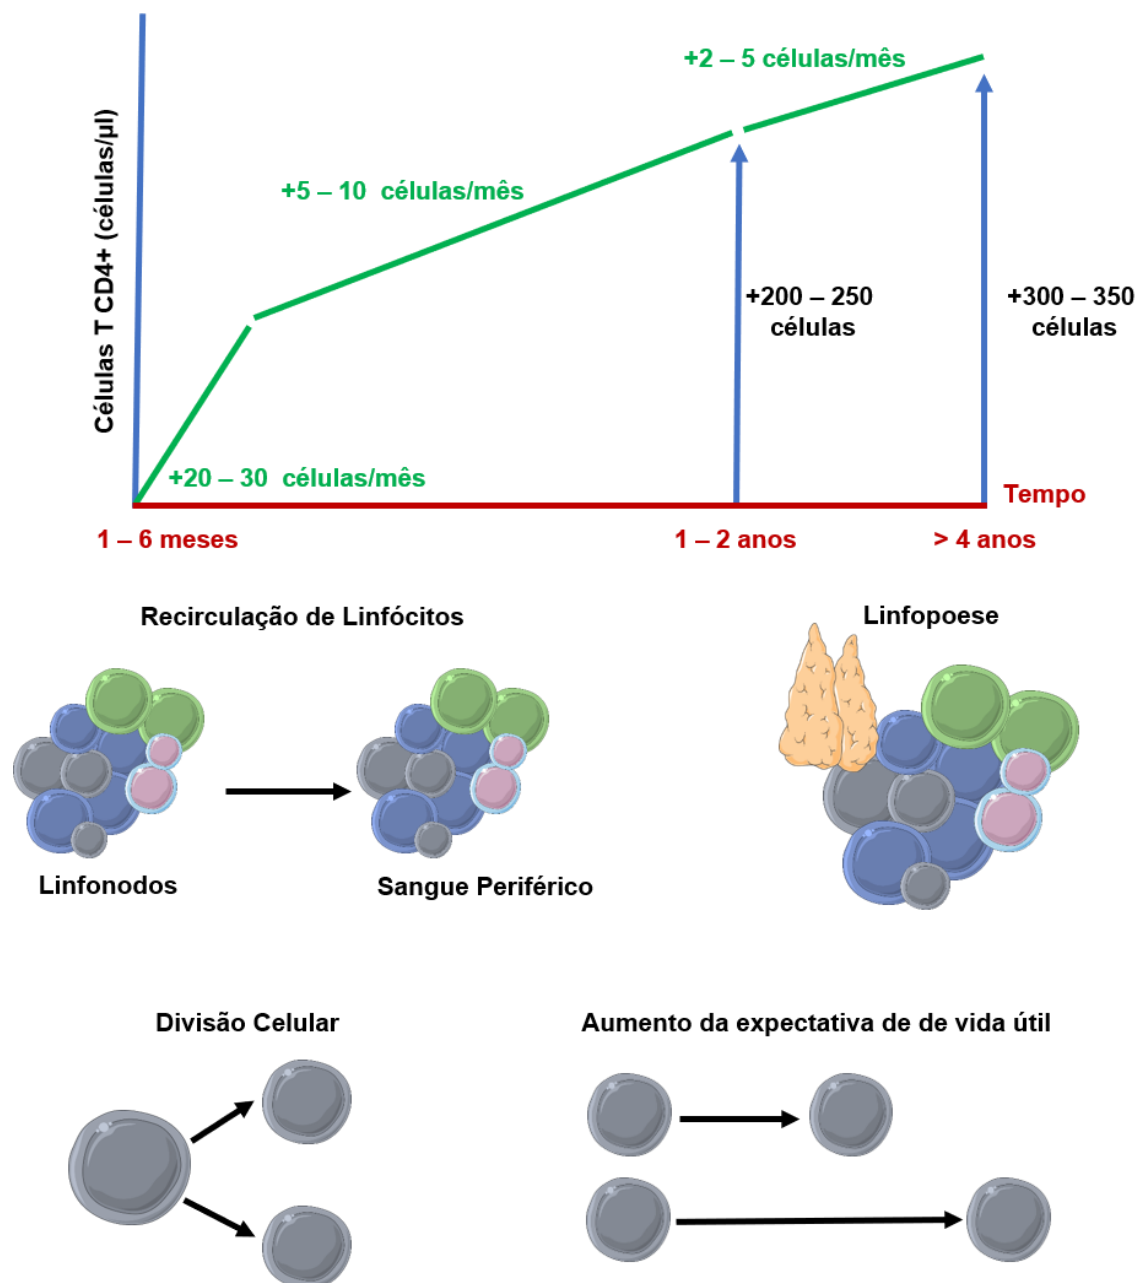 +2 – 5 células/mês
Células T CD4+ (células/µl)
+5 – 10  células/mês
+200 – 250
células
+300 – 350
células
+20 – 30  células/mês
Tempo
1 – 6 meses
1 – 2 anos
> 4 anos
Recirculação de Linfócitos
Linfopoese
Linfonodos
Sangue Periférico
Divisão Celular
Aumento da expectativa de de vida útil